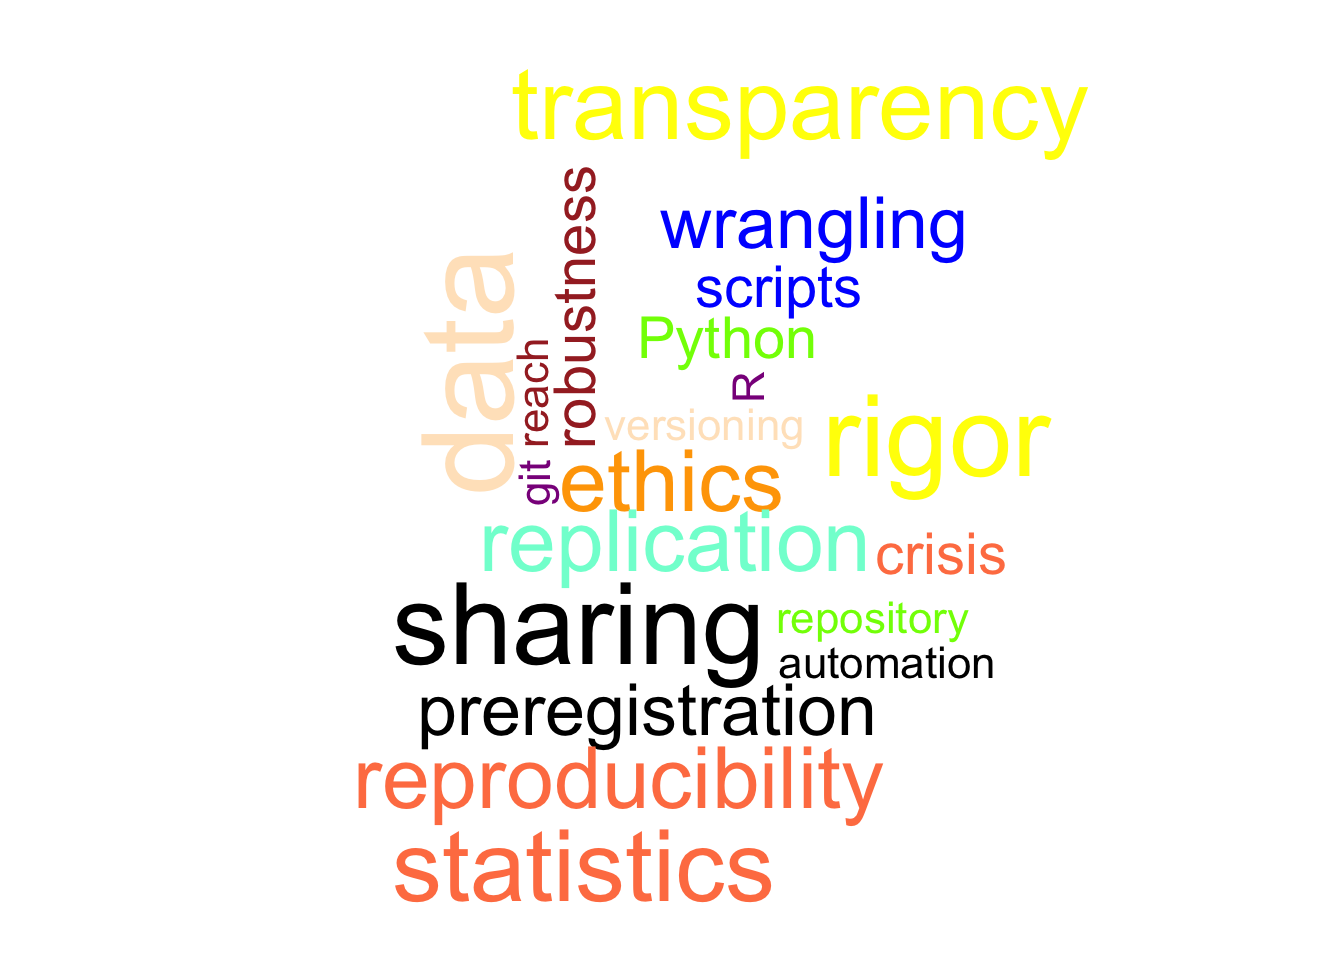 transparency
wrangling
robustness
scripts
data
Python
reach
R
versioning
rigor
git
ethics
replication
crisis
sharing
repository
automation
preregistration
reproducibility
statistics